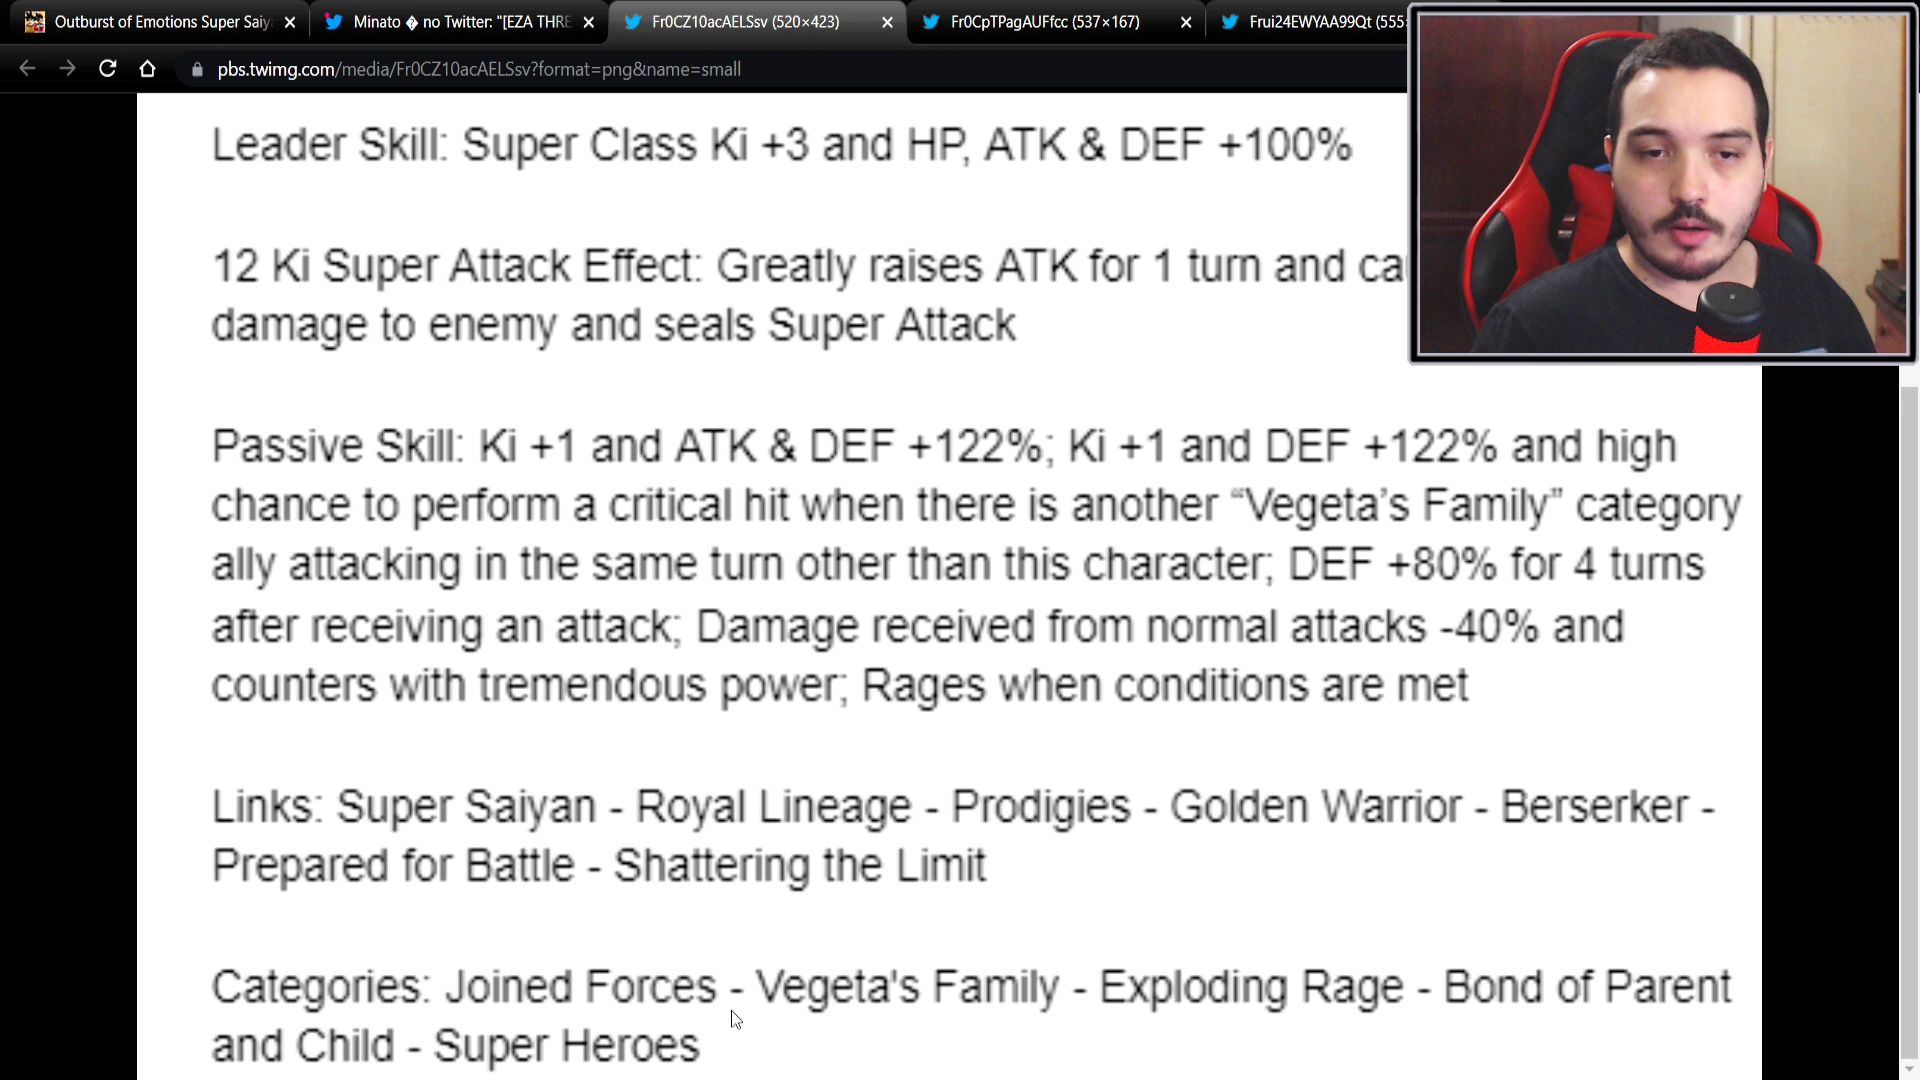 Outburst of Emotions Super Saiy
Minato � no Twitter: "[EZA THRE
Fr0CZ10acAELSsv (520×423)
Fr0CpTPagAUFfcc (537×167)
Frui24EWYAA99Qt (555×
pbs.twimg.com/media/Fr0CZ10acAELSsv?format=png&name=small
Leader Skill: Super Class Ki +3 and HP, ATK & DEF +100%
12 Ki Super Attack Effect: Greatly raises ATK for 1 turn and cau
damage to enemy and seals Super Attack
Passive Skill: Ki +1 and ATK & DEF +122%; Ki +1 and DEF +122% and high
chance to perform a critical hit when there is another “Vegeta’s Family” category
ally attacking in the same turn other than this character; DEF +80% for 4 turns
after receiving an attack; Damage received from normal attacks -40% and
counters with tremendous power; Rages when conditions are met
Links: Super Saiyan - Royal Lineage - Prodigies - Golden Warrior - Berserker -
Prepared for Battle - Shattering the Limit
Categories: Joined Forces - Vegeta's Family - Exploding Rage - Bond of Parent
and Child - Super Heroes